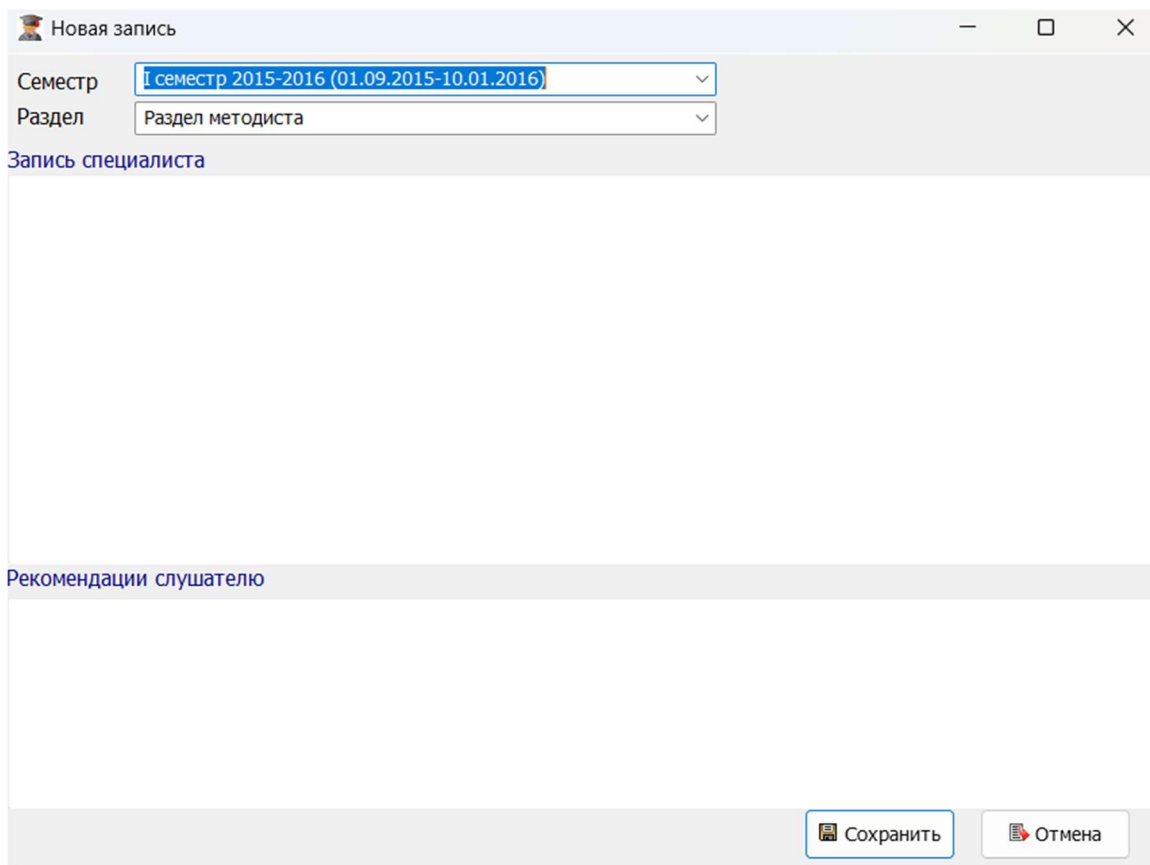 Новая запись
Семестр I семестр 2015-2016 (01.09.2015-10.01.2016)
Раздел Раздел методиста
Запись специалиста
Рекомендации слушателю
Сохранить Отмена